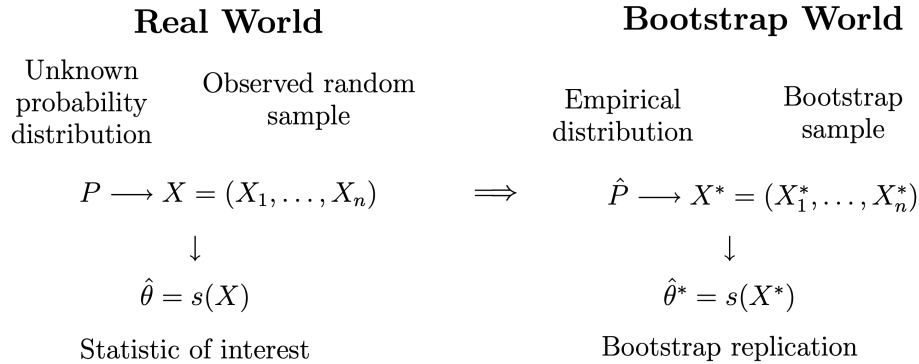 Real World
Unknown
probability
distribution
Observed random
sample
P ⟶ X = (X₁, . . . , Xₙ)
↓
θ̂ = s(X)
Statistic of interest
⟹
Bootstrap World
Empirical
distribution
Bootstrap
sample
P̂ ⟶ X* = (X₁*, . . . , Xₙ*)
↓
θ̂* = s(X*)
Bootstrap replication